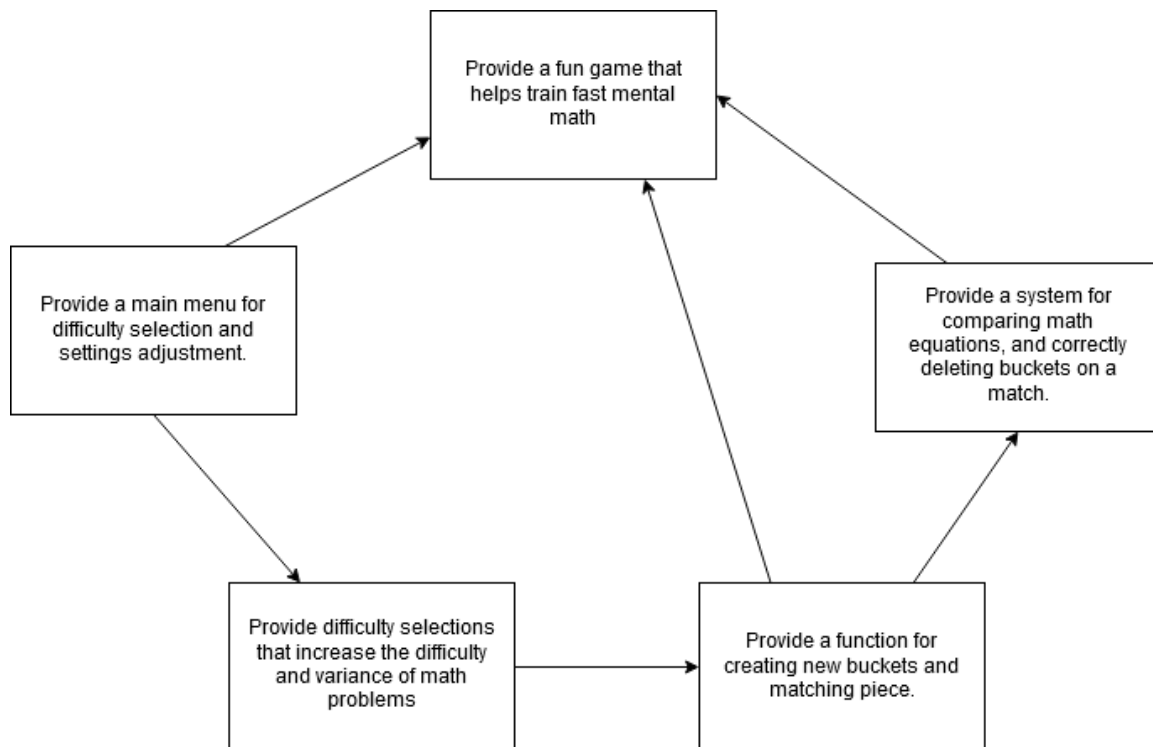 Provide a fun game that
helps train fast mental
math
Provide a main menu for
difficulty selection and
settings adjustment.
Provide a system for
comparing math
equations, and correctly
deleting buckets on a
match.
Provide difficulty selections
that increase the difficulty
and variance of math
problems
Provide a function for
creating new buckets and
matching piece.